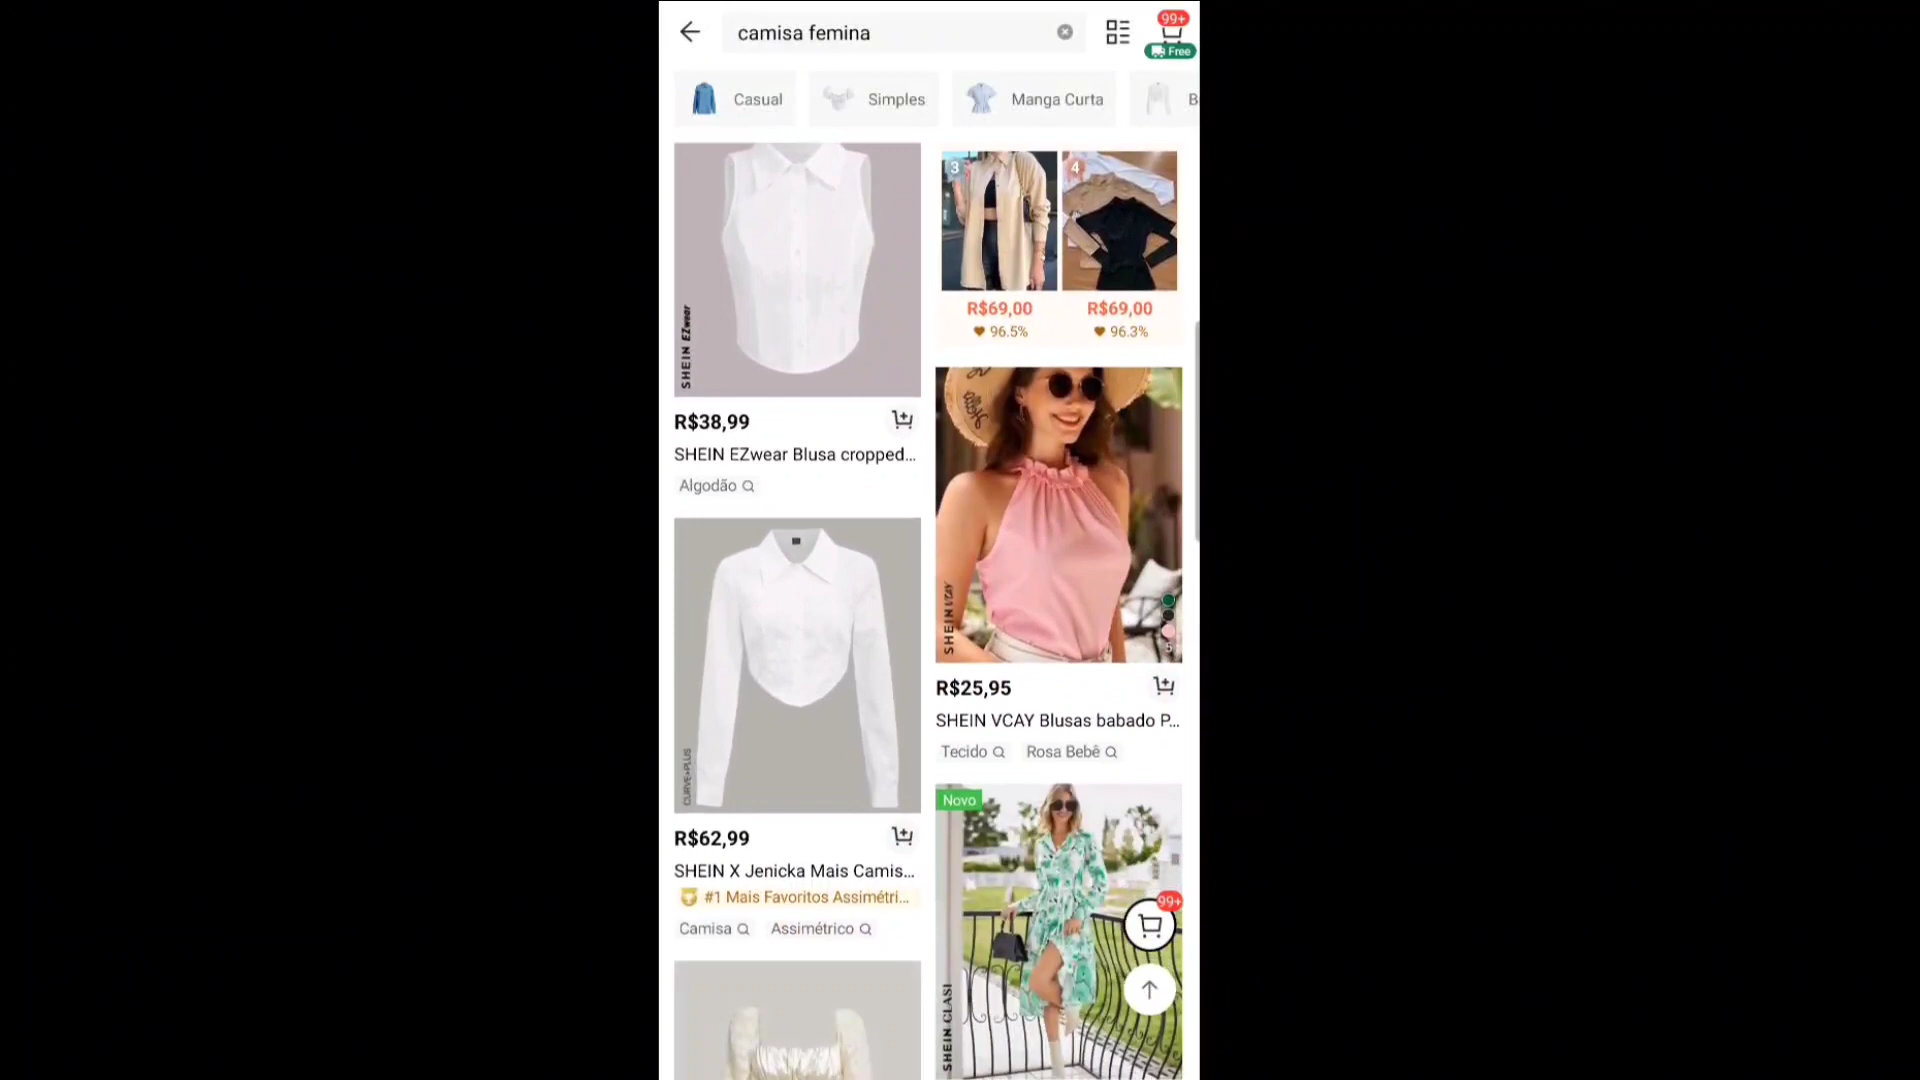 camisa femina
99+
Free
Casual
Simples
Manga Curta
B
SHEIN EZwear
R$38,99
SHEIN EZwear Blusa cropped...
Algodão
3
4
R$69,00
R$69,00
96.5%
96.3%
CURVE+PLUS
R$62,99
SHEIN X Jenicka Mais Camis...
#1 Mais Favoritos Assimétri...
Camisa
Assimétrico
Hola
SHEIN VCAY
5
R$25,95
SHEIN VCAY Blusas babado P...
Tecido
Rosa Bebê
Novo
SHEIN CLASI
99+